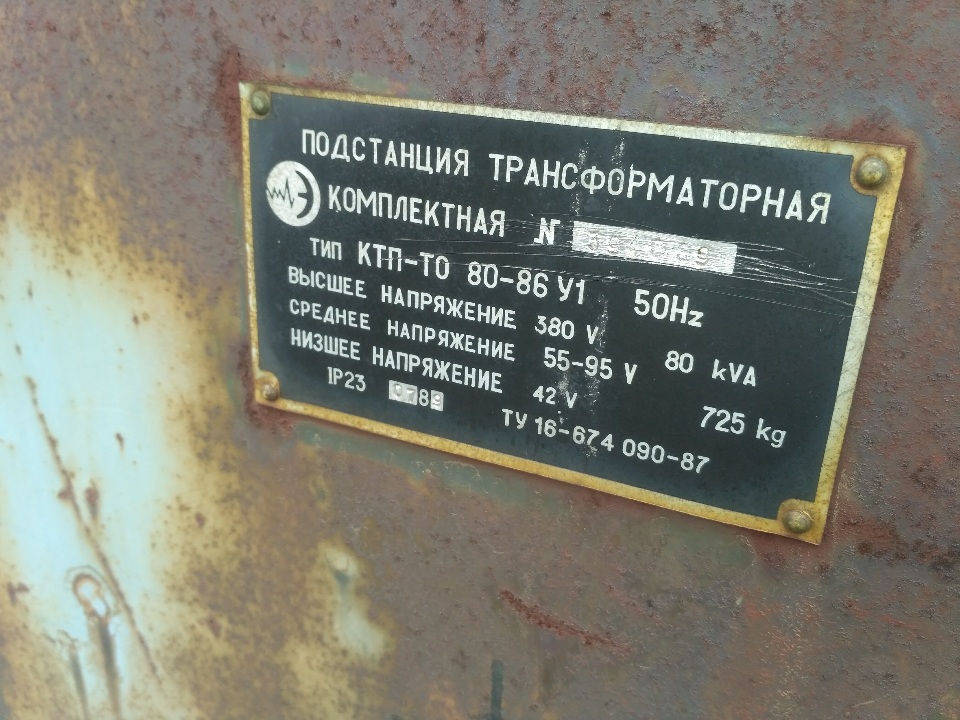 ПОДСТАНЦИЯ ТРАНСФОРМАТОРНАЯ
КОМПЛЕКТНАЯ №
ТИП КТП-ТО 80-86 У1 50Hz
ВЫСШЕЕ НАПРЯЖЕНИЕ 380 V 80 kVA
СРЕДНЕЕ НАПРЯЖЕНИЕ 55-95 V
НИЗШЕЕ НАПРЯЖЕНИЕ 42 V 725 kg
IP23 0789 ТУ 16-674 090-87